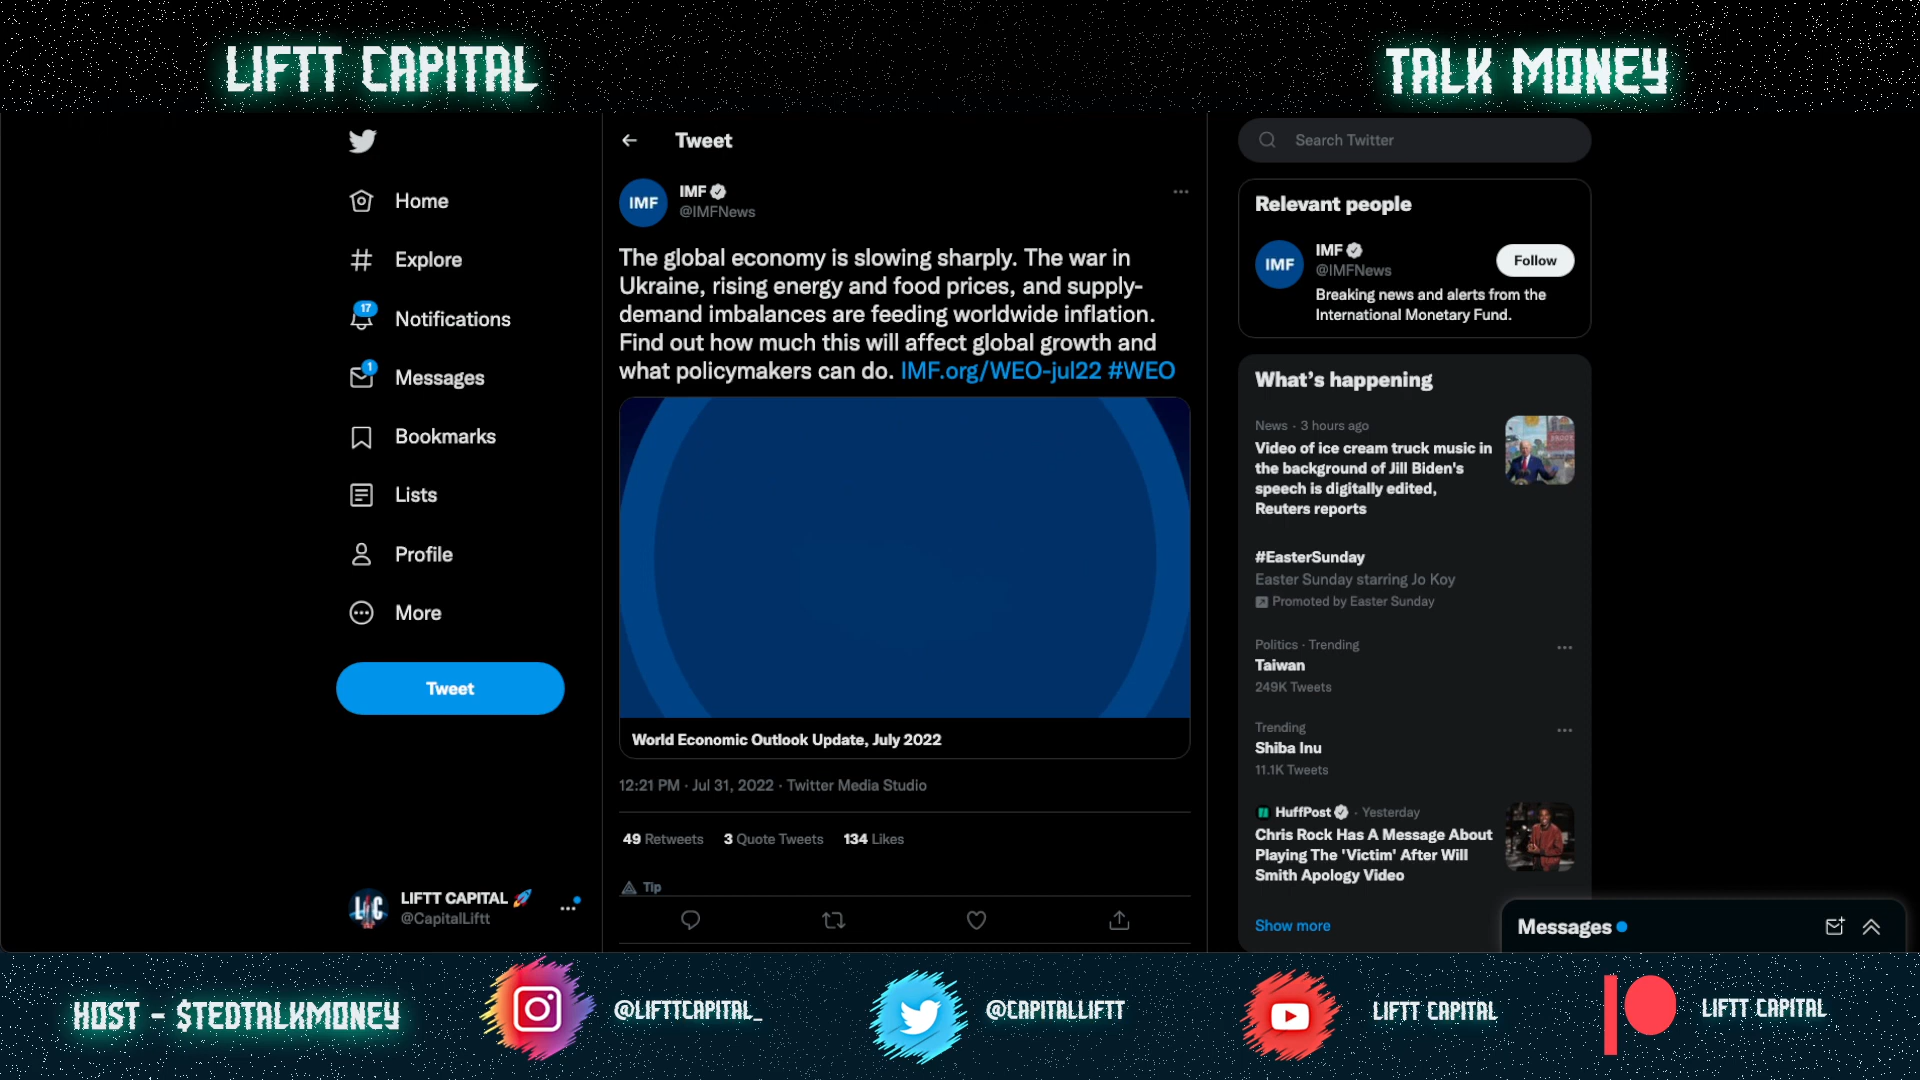 LIFTT CAPITAL
TALK MONEY
Home
Explore
17
Notifications
1
Messages
Bookmarks
Lists
Profile
More
Tweet
LIFTT CAPITAL 🚀
@CapitalLiftt
Tweet
IMF
IMF
@IMFNews
The global economy is slowing sharply. The war in
Ukraine, rising energy and food prices, and supply-
demand imbalances are feeding worldwide inflation.
Find out how much this will affect global growth and
what policymakers can do. IMF.org/WEO-jul22 #WEO
World Economic Outlook Update, July 2022
12:21 PM · Jul 31, 2022 · Twitter Media Studio
49 Retweets 3 Quote Tweets 134 Likes
Tip
Search Twitter
Relevant people
IMF
IMF
@IMFNews
Follow
Breaking news and alerts from the
International Monetary Fund.
What's happening
News · 3 hours ago
Video of ice cream truck music in
the background of Jill Biden's
speech is digitally edited,
Reuters reports
#EasterSunday
Easter Sunday starring Jo Koy
Promoted by Easter Sunday
Politics · Trending
Taiwan
249K Tweets
Trending
Shiba Inu
11.1K Tweets
HuffPost · Yesterday
Chris Rock Has A Message About
Playing The 'Victim' After Will
Smith Apology Video
Show more
Messages
HOST - $TEDTALKMONEY
@LIFTTCAPITAL_
@CAPITALLIFTT
LIFTT CAPITAL
LIFTT CAPITAL